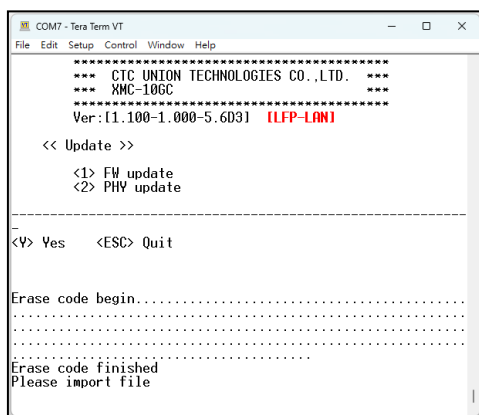 COM7 - Tera Term VT
File Edit Setup Control Window Help
*****************************************
*** CTC UNION TECHNOLOGIES CO.,LTD. ***
*** XMC-10GC ***
*****************************************
Ver:[1.100-1.000-5.6D3] [LFP-LAN]
<< Update >>
<1> FW update
<2> PHY update
-----------------------------------------------------------
_
<Y> Yes <ESC> Quit
Erase code begin...........................................
...........................................................
...........................................................
...........................................................
.......................................
Erase code finished
Please import file